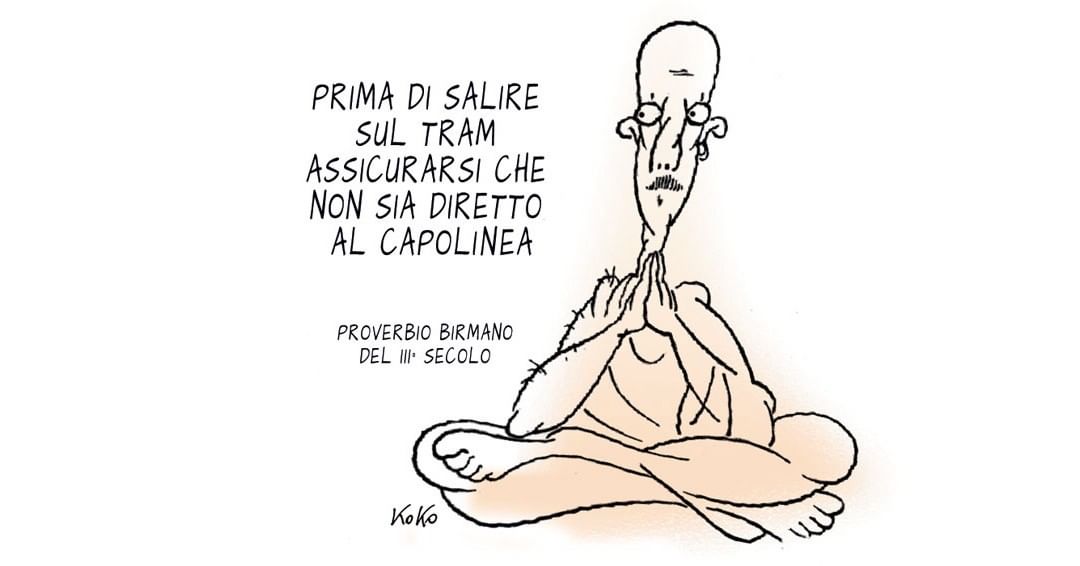 PRIMA DI SALIRE
SUL TRAM
ASSICURARSI CHE
NON SIA DIRETTO
AL CAPOLINEA
PROVERBIO BIRMANO
DEL III° SECOLO
KOKO